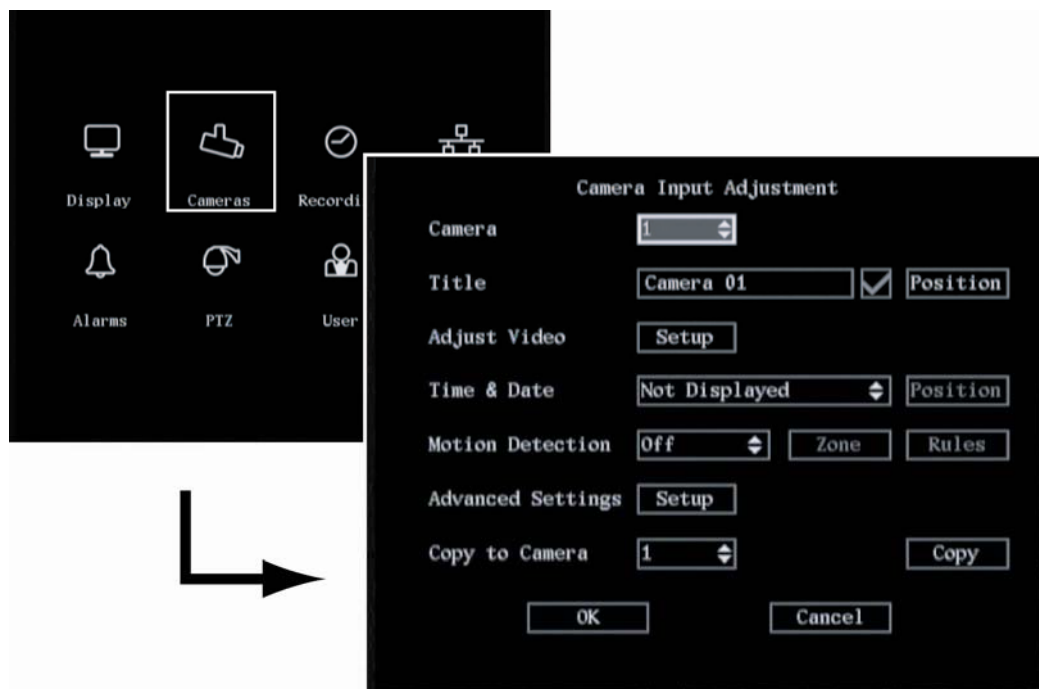 Display Cameras Recordi
Alarms PTZ User
Camera Input Adjustment
Camera 1
Title Camera 01 Position
Adjust Video Setup
Time & Date Not Displayed Position
Motion Detection Off Zone Rules
Advanced Settings Setup
Copy to Camera 1 Copy
OK Cancel